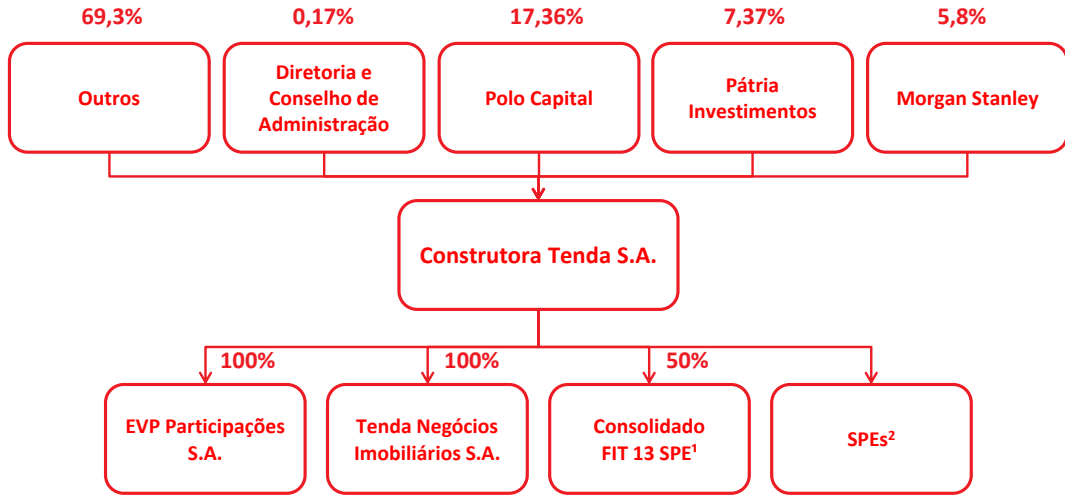 69,3%
0,17%
17,36%
7,37%
5,8%
Outros
Diretoria e
Conselho de
Administração
Polo Capital
Pátria
Investimentos
Morgan Stanley
Construtora Tenda S.A.
100%
100%
50%
EVP Participações
S.A.
Tenda Negócios
Imobiliários S.A.
Consolidado
FIT 13 SPE¹
SPEs²